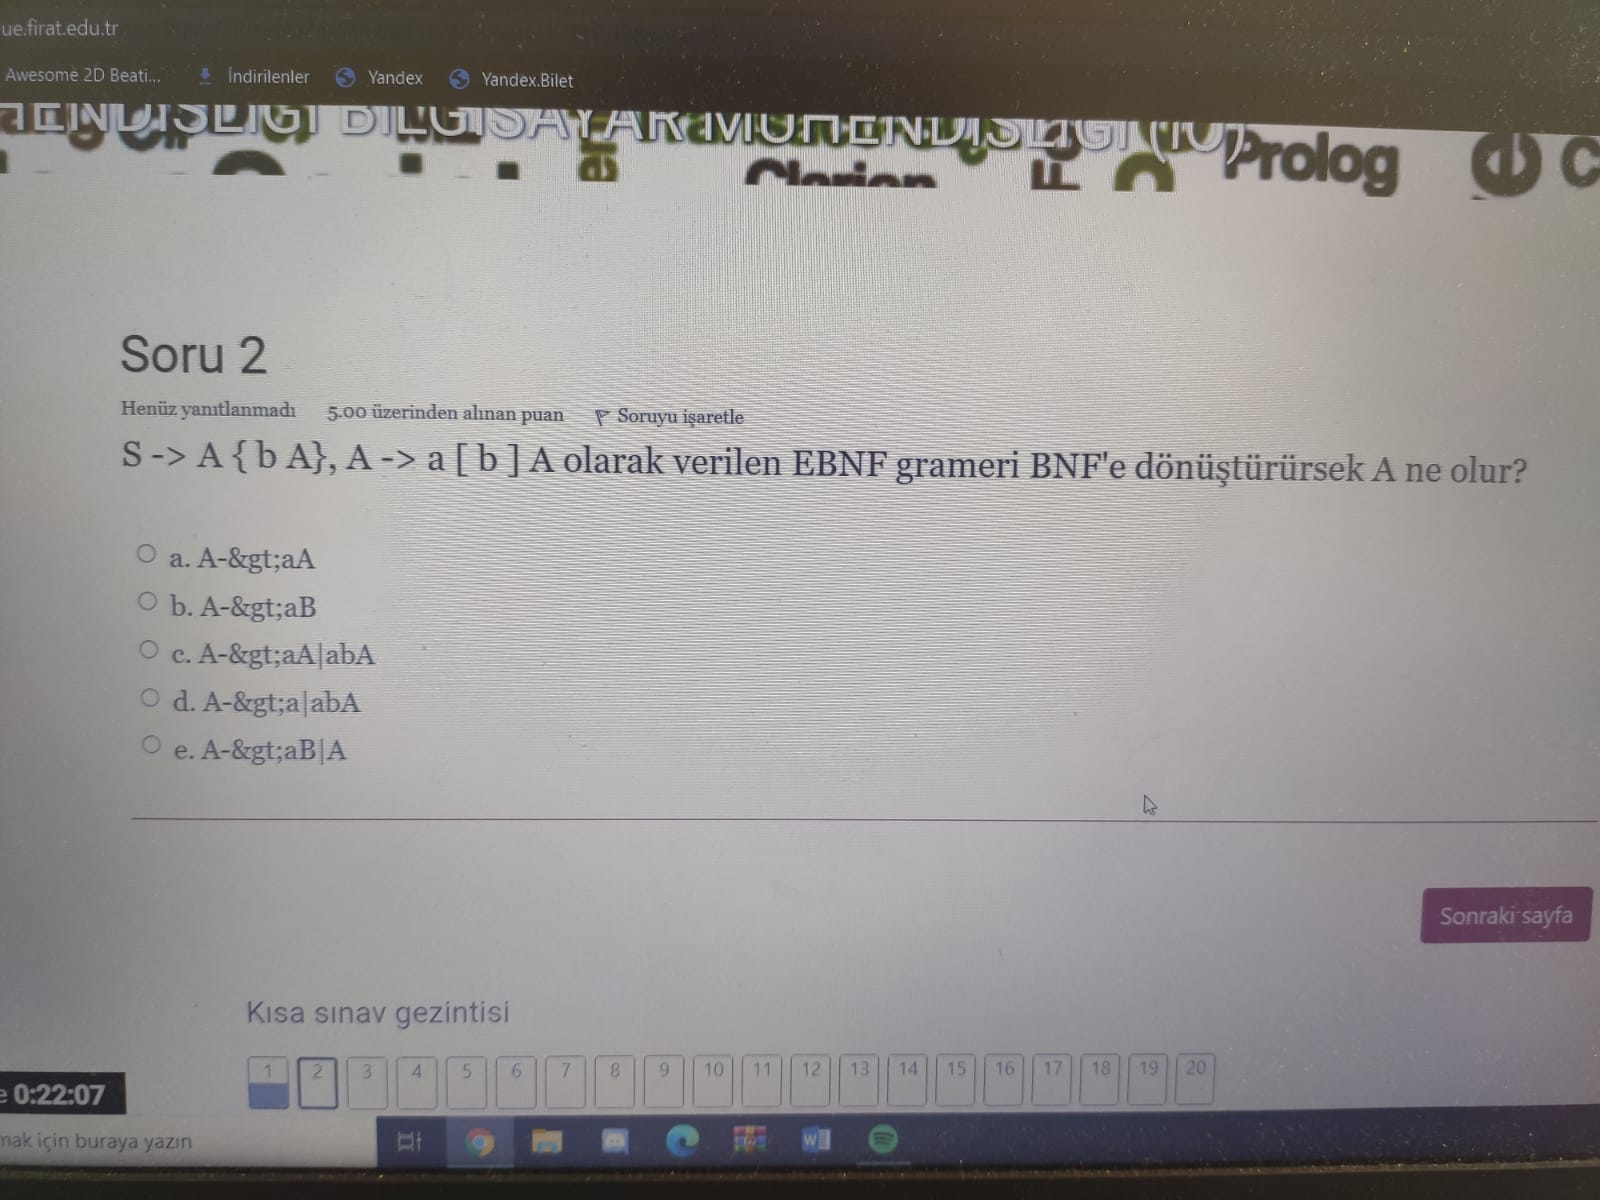 ue.firat.edu.tr
Awesome 2D Beati... İndirilenler Yandex Yandex.Bilet
BİLGİSAYAR MÜHENDİSLİĞİ (İÖ)
Clarion Prolog
Soru 2
Henüz yanıtlanmadı 5.00 üzerinden alınan puan Soruyu işaretle
S -> A { b A}, A -> a [ b ] A olarak verilen EBNF grameri BNF'e dönüştürürsek A ne olur?
a. A-&gt;aA
b. A-&gt;aB
c. A-&gt;aA|abA
d. A-&gt;a|abA
e. A-&gt;aB|A
Sonraki sayfa
Kısa sınav gezintisi
1 2 3 4 5 6 7 8 9 10 11 12 13 14 15 16 17 18 19 20
e 0:22:07
mak için buraya yazın